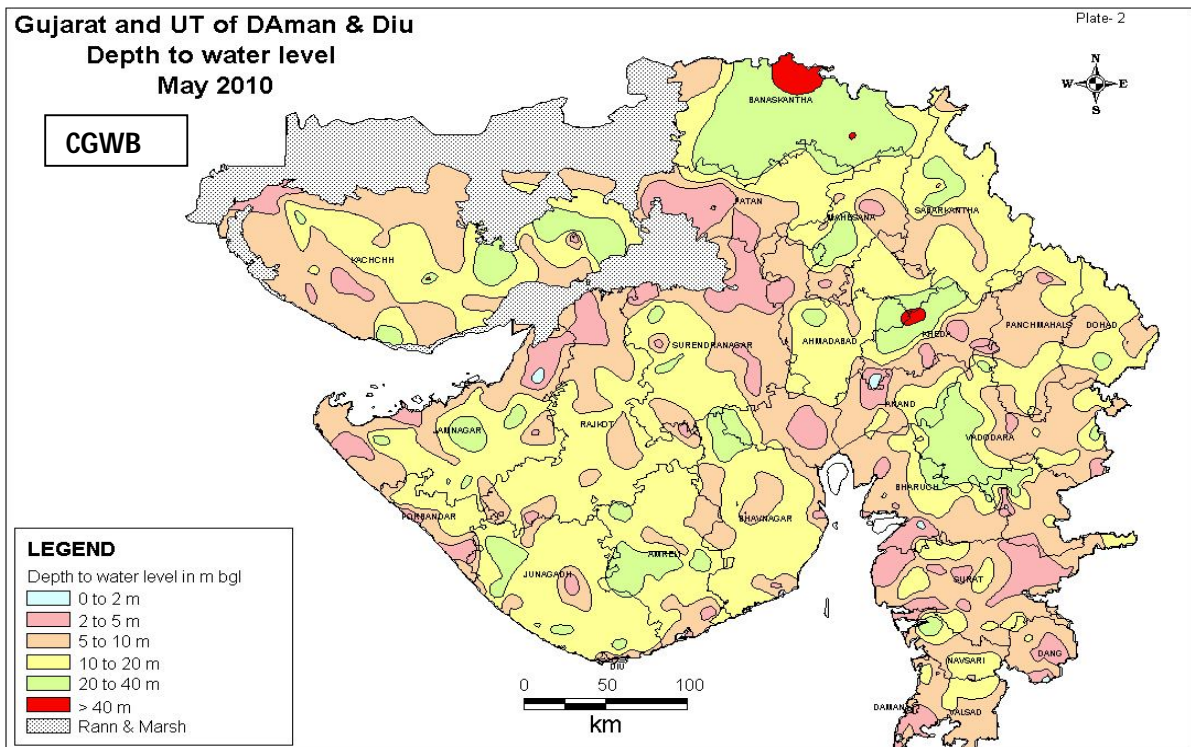 Gujarat and UT of DAman & Diu
Depth to water level
May 2010
Plate- 2
CGWB
N
W
E
S
BANASKANTHA
PATAN
MAHESANA
SABARKANTHA
KACHCHH
SURENDRANAGAR
AHMADABAD
KHEDA
PANCHMAHALS
DOHAD
ANAND
JAMNAGAR
RAJKOT
VADODARA
BHARUCH
PORBANDAR
BHAVNAGAR
AMRELI
JUNAGADH
SURAT
DIU
NAVSARI
DANG
DAMAN
VALSAD
LEGEND
Depth to water level in m bgl
0 to 2 m
2 to 5 m
5 to 10 m
10 to 20 m
20 to 40 m
> 40 m
Rann & Marsh
0 50 100
km